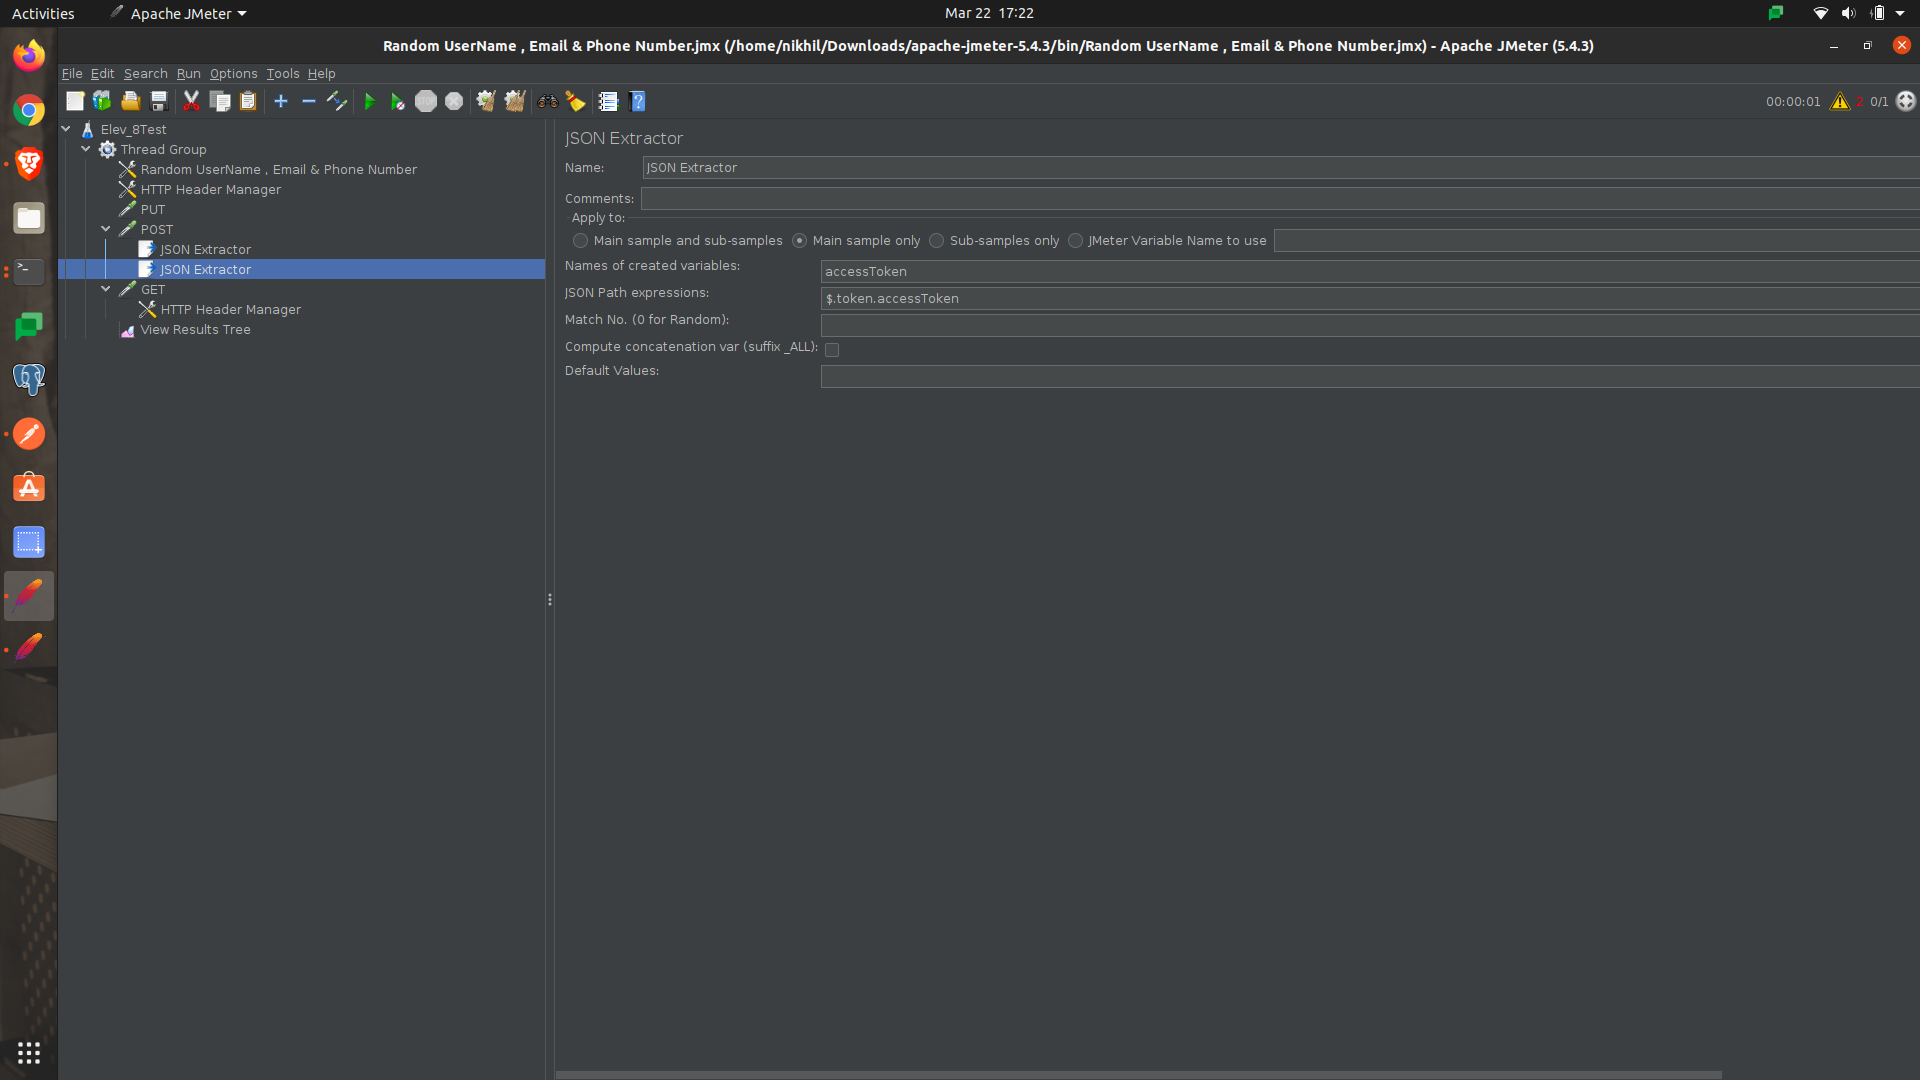 Activities
Apache JMeter
Mar 22 17:22
Random UserName , Email & Phone Number.jmx (/home/nikhil/Downloads/apache-jmeter-5.4.3/bin/Random UserName , Email & Phone Number.jmx) - Apache JMeter (5.4.3)
File Edit Search Run Options Tools Help
STOP
00:00:01 2 0/1
Elev_8Test
Thread Group
Random UserName , Email & Phone Number
HTTP Header Manager
PUT
POST
JSON Extractor
JSON Extractor
GET
HTTP Header Manager
View Results Tree
JSON Extractor
Name: JSON Extractor
Comments:
Apply to:
Main sample and sub-samples Main sample only Sub-samples only JMeter Variable Name to use
Names of created variables: accessToken
JSON Path expressions: $.token.accessToken
Match No. (0 for Random):
Compute concatenation var (suffix _ALL):
Default Values: